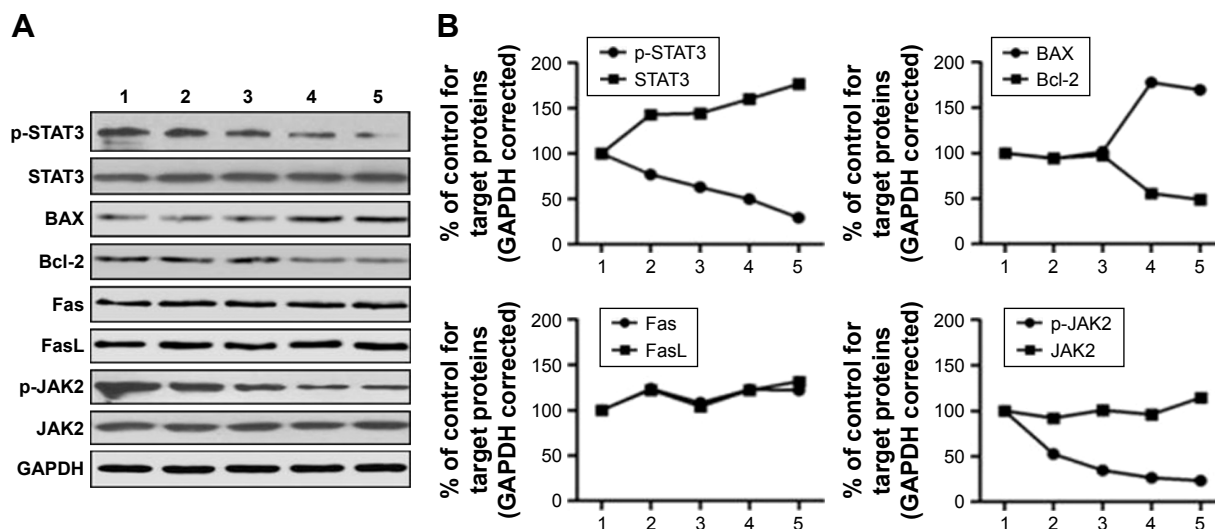 A
1 2 3 4 5
p-STAT3
STAT3
BAX
Bcl-2
Fas
FasL
p-JAK2
JAK2
GAPDH
B
% of control for
target proteins
(GAPDH corrected)
200
150
100
50
0
p-STAT3
STAT3
1 2 3 4 5
% of control for
target proteins
(GAPDH corrected)
200
150
100
50
0
BAX
Bcl-2
1 2 3 4 5
% of control for
target proteins
(GAPDH corrected)
200
150
100
50
0
Fas
FasL
1 2 3 4 5
% of control for
target proteins
(GAPDH corrected)
200
150
100
50
0
p-JAK2
JAK2
1 2 3 4 5